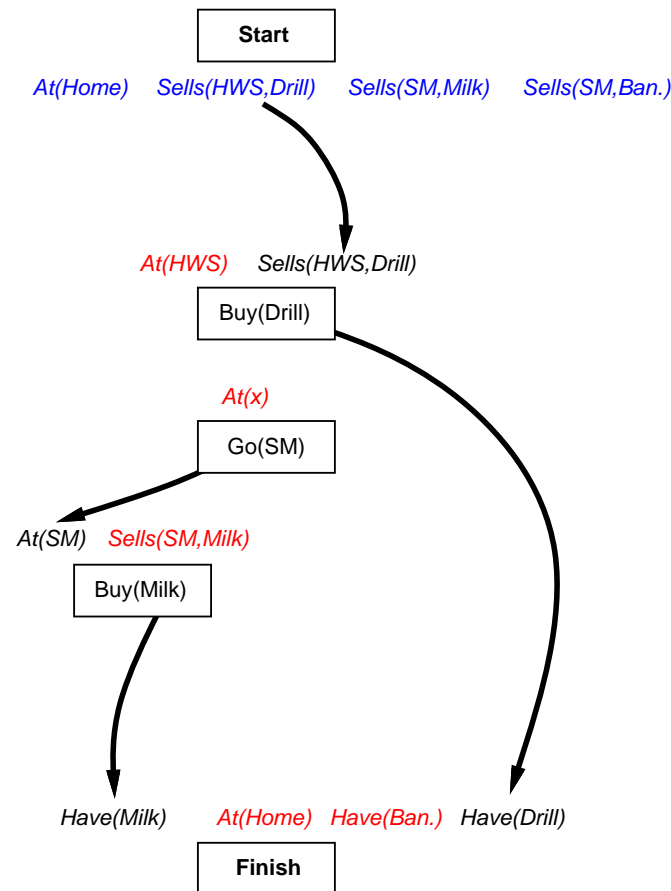 Start
At(Home) Sells(HWS,Drill) Sells(SM,Milk) Sells(SM,Ban.)
At(HWS) Sells(HWS,Drill)
Buy(Drill)
At(x)
Go(SM)
At(SM) Sells(SM,Milk)
Buy(Milk)
Have(Milk) At(Home) Have(Ban.) Have(Drill)
Finish